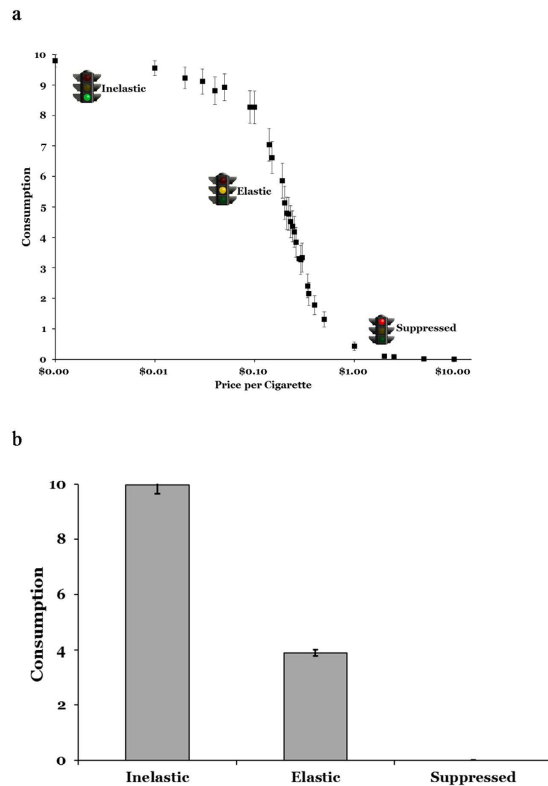 a
10
9
Inelastic
8
7
6
Elastic
5
4
3
2
Suppressed
1
0
$0.00 $0.01 $0.10 $1.00 $10.00
Price per Cigarette
Consumption
b
10
8
6
4
2
0
Consumption
Inelastic Elastic Suppressed